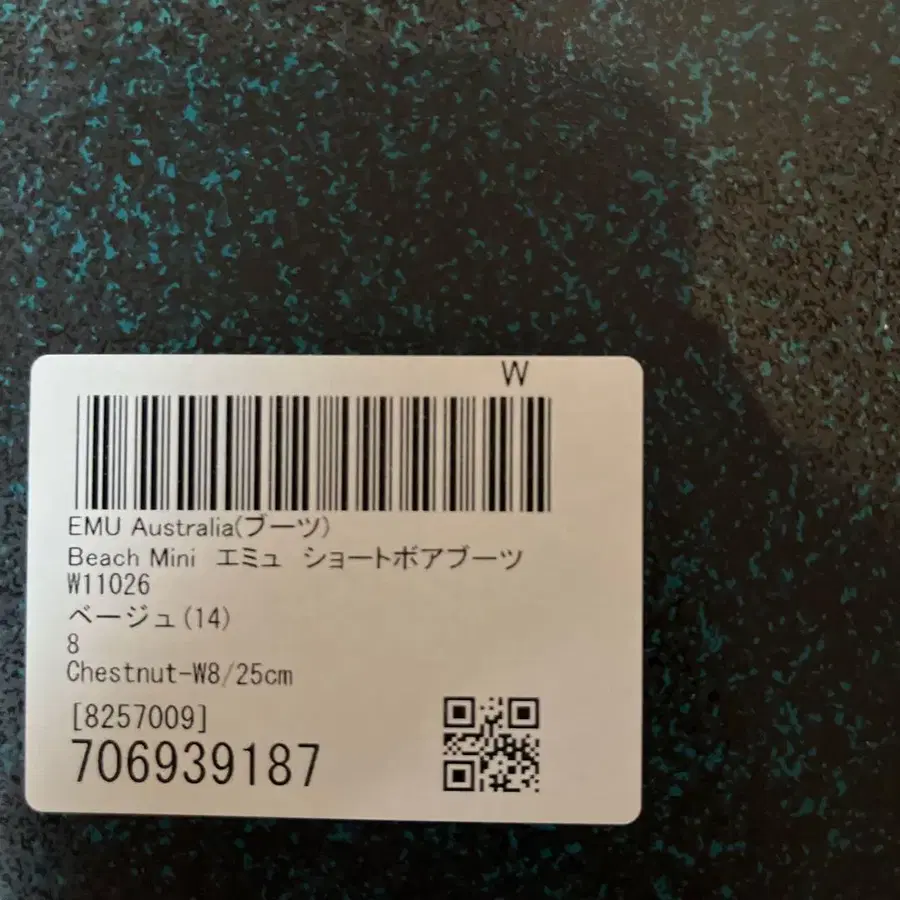 W
EMU Australia(ブーツ)
Beach Mini エミュ ショートボアブーツ
W11026
ベージュ(14)
8
Chestnut-W8/25cm
[8257009]
706939187